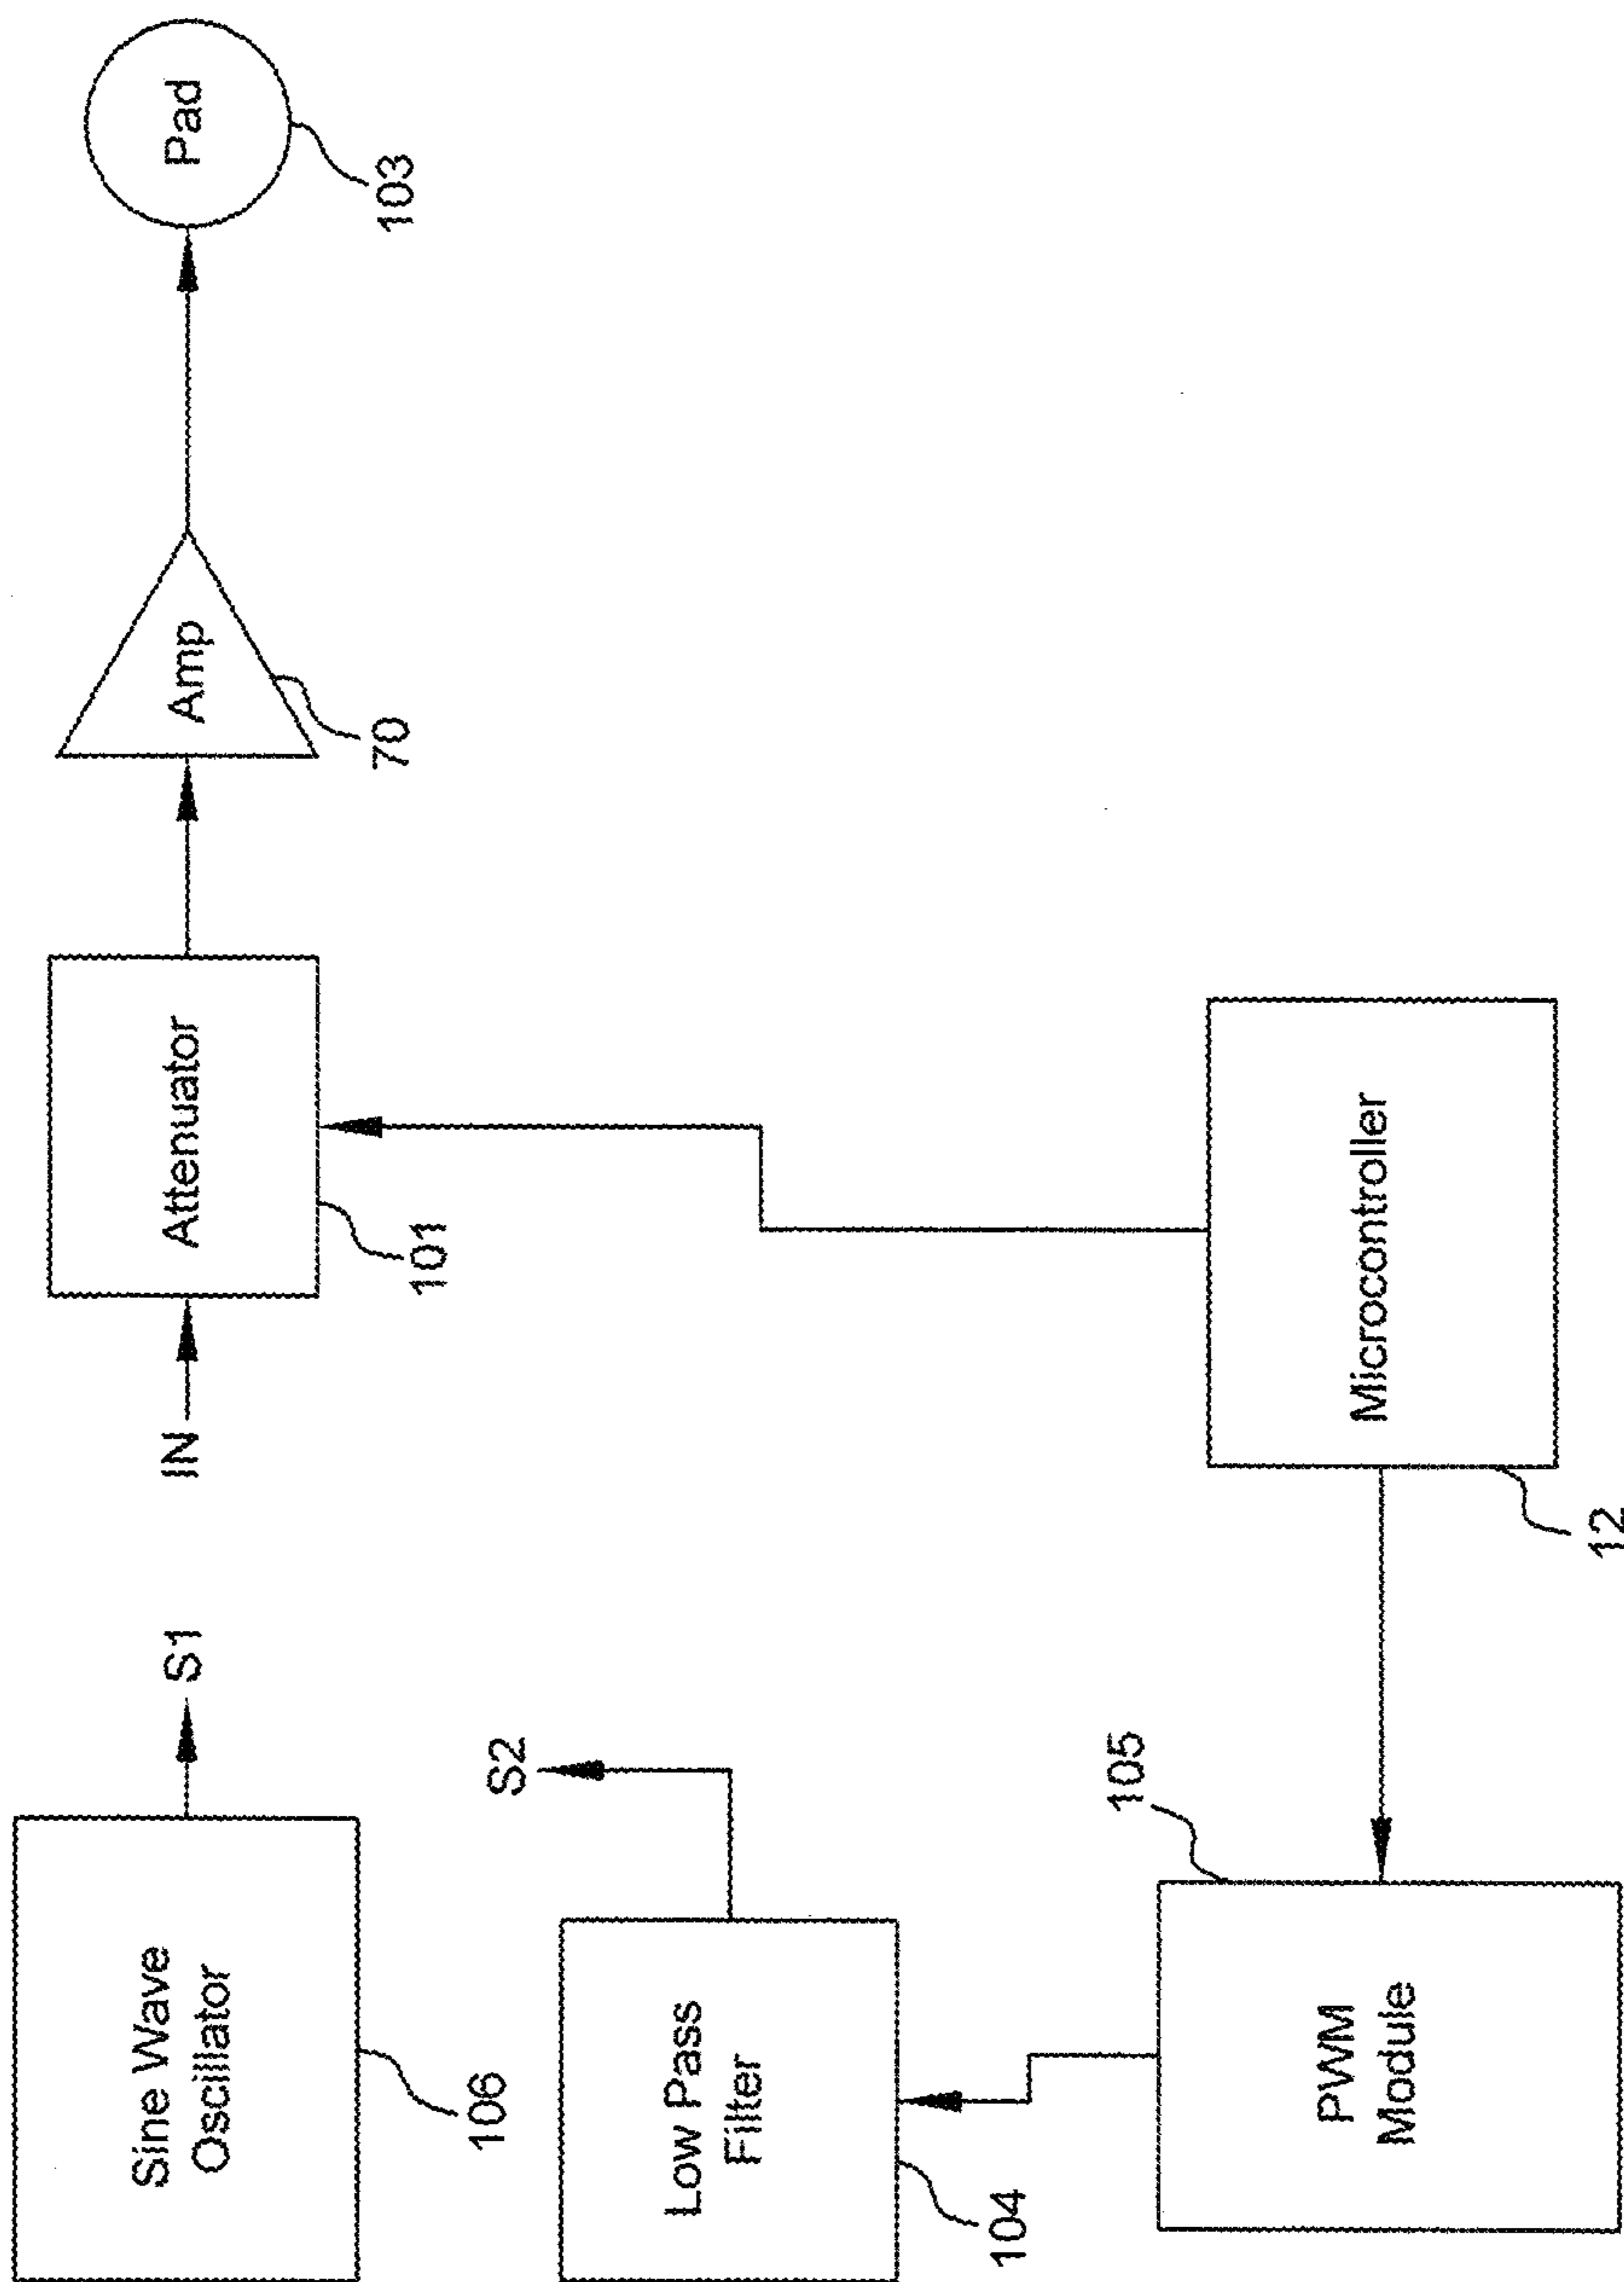 Sine Wave
Oscillator
106
S1
IN
Attenuator
101
Amp
70
Pad
103
Low Pass
Filter
104
S2
PWM
Module
105
Microcontroller
12